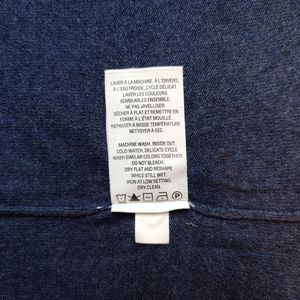 LAVER À LA MACHINE, À L'ENVERS,
À L'EAU FROIDE, CYCLE DÉLICAT.
LAVER LES COULEURS
SEMBLABLES ENSEMBLE.
NE PAS JAVELLISER.
SÉCHER À PLAT ET REMETTRE EN
FORME À L'ÉTAT MOUILLÉ.
REPASSER À BASSE TEMPÉRATURE
NETTOYER À SEC.
MACHINE WASH, INSIDE OUT.
COLD WATER, DELICATE CYCLE.
WASH SIMILAR COLORS TOGETHER
DO NOT BLEACH.
DRY FLAT AND RESHAPE
WHILE STILL WET.
IRON AT LOW SETTING.
DRY CLEAN.